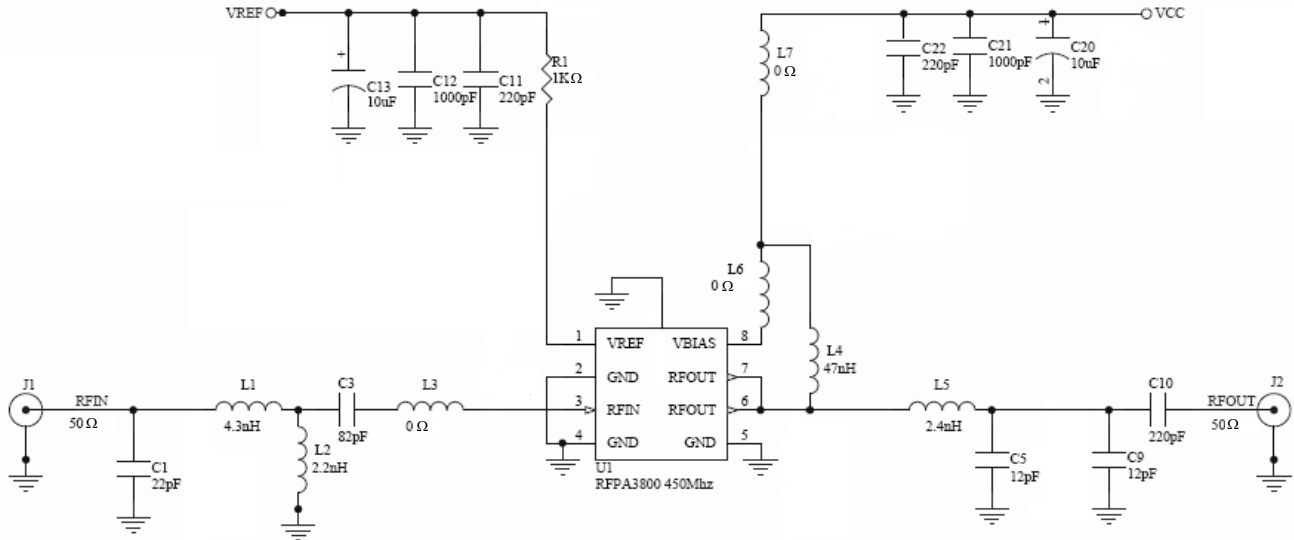 VREF
VCC
+
C13
10uF
C12
1000pF
C11
220pF
R1
1KΩ
L7
0 Ω
C22
220pF
C21
1000pF
+
C20
10uF
2
L6
0 Ω
L4
47nH
1 VREF VBIAS 8
2 GND RFOUT 7
3 RFIN RFOUT 6
4 GND GND 5
U1
RFPA3800 450Mhz
J1
RFIN
50Ω
C1
22pF
L1
4.3nH
L2
2.2nH
C3
82pF
L3
0 Ω
L5
2.4nH
C5
12pF
C9
12pF
C10
220pF
RFOUT
50Ω
J2